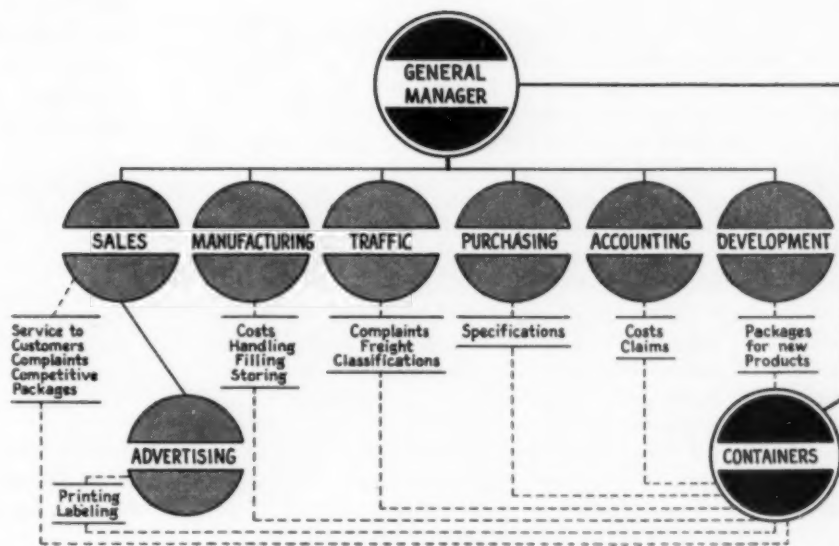 GENERAL
MANAGER
SALES
MANUFACTURING
TRAFFIC
PURCHASING
ACCOUNTING
DEVELOPMENT
Service to
Customers
Complaints
Competitive
Packages
Costs
Handling
Filling
Storing
Complaints
Freight
Classifications
Specifications
Costs
Claims
Packages
for new
Products
ADVERTISING
CONTAINERS
Printing
Labeling